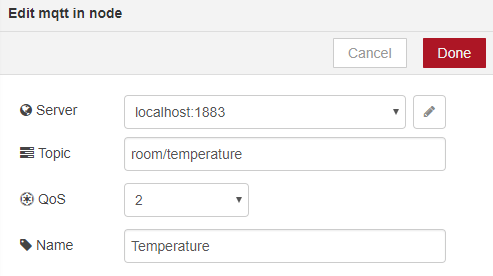 Edit mqtt in node
Cancel Done
Server localhost:1883
Topic room/temperature
QoS 2
Name Temperature